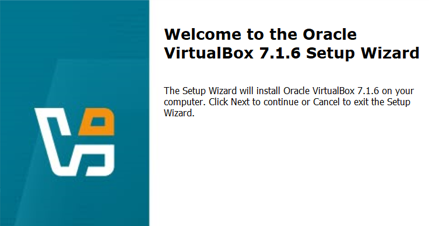 Welcome to the Oracle
VirtualBox 7.1.6 Setup Wizard
The Setup Wizard will install Oracle VirtualBox 7.1.6 on your
computer. Click Next to continue or Cancel to exit the Setup
Wizard.